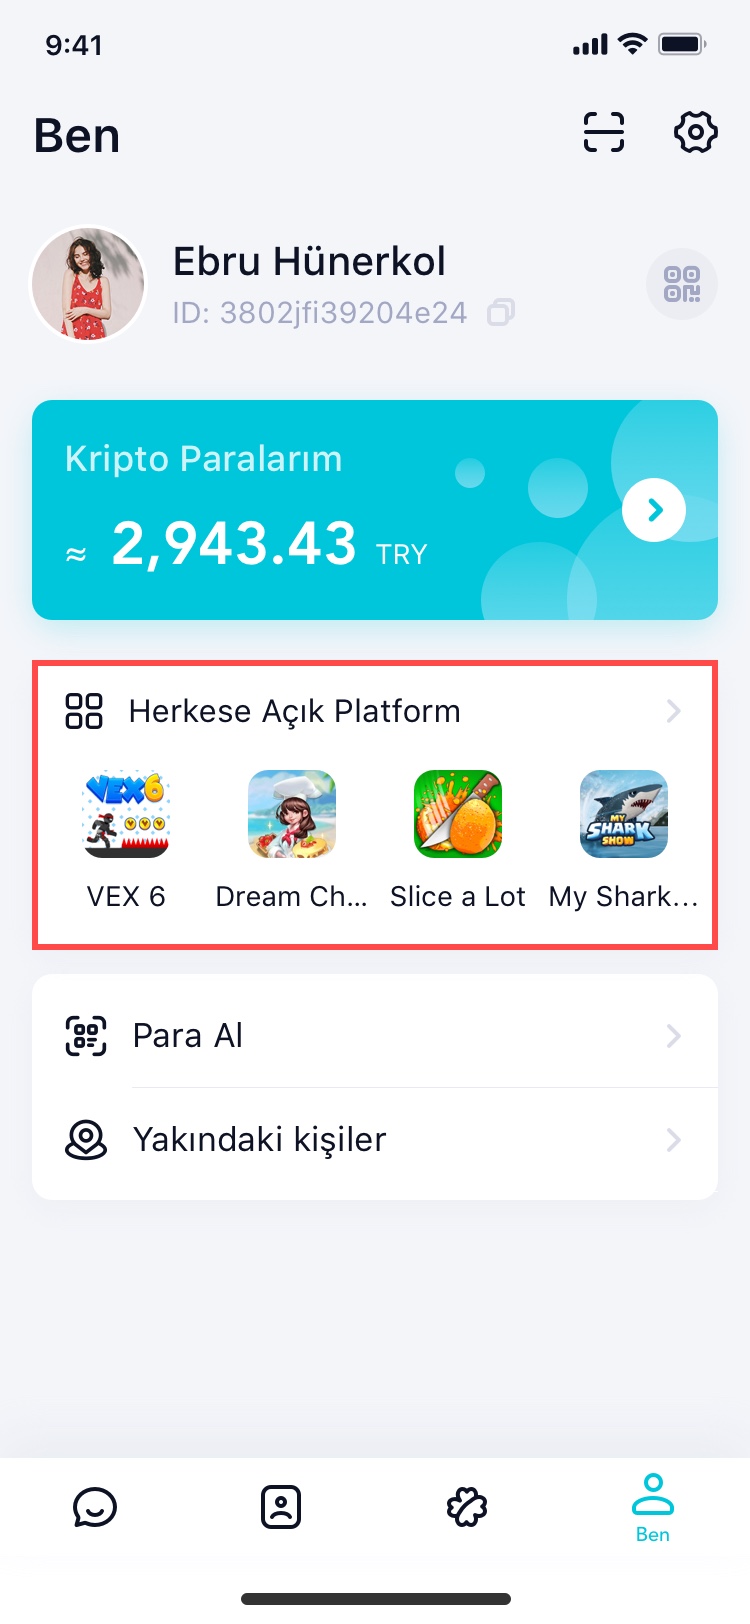 9:41
Ben
Ebru Hünerkol
ID: 3802jfi39204e24
Kripto Paralarım
≈ 2,943.43 TRY
Herkese Açık Platform
VEX6
MY
SHARK
SHOW
VEX 6 Dream Ch... Slice a Lot My Shark...
Para Al
Yakındaki kişiler
Ben